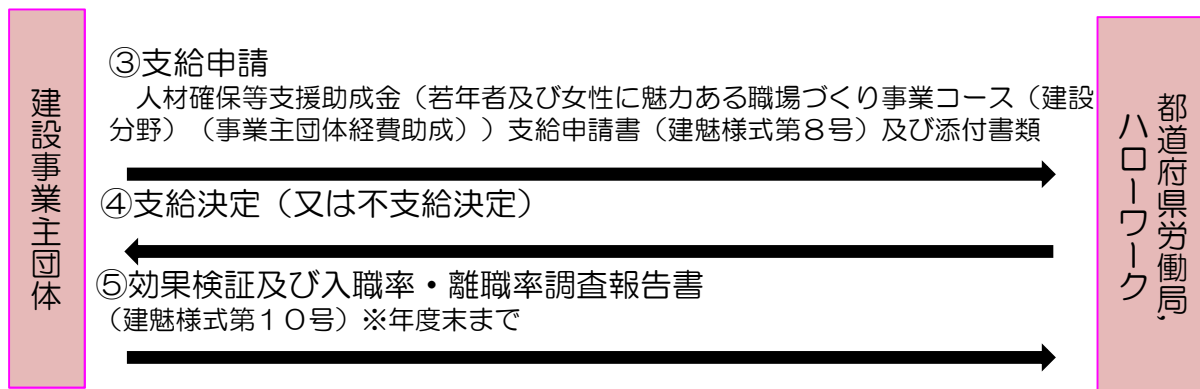 建設事業主団体
③支給申請
人材確保等支援助成金（若年者及び女性に魅力ある職場づくり事業コース（建設
分野）（事業主団体経費助成））支給申請書（建魅様式第８号）及び添付書類
④支給決定（又は不支給決定）
⑤効果検証及び入職率・離職率調査報告書
（建魅様式第１０号）※年度末まで
都道府県労働局,
ハローワーク